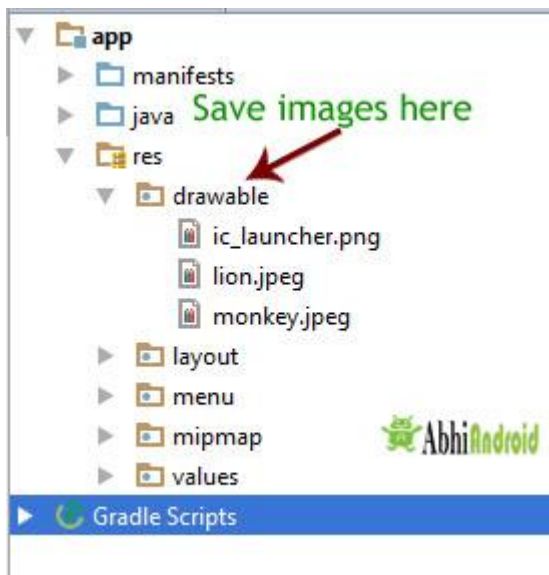 app
manifests
java
Save images here
res
drawable
ic_launcher.png
lion.jpeg
monkey.jpeg
layout
menu
mipmap
AbhiAndroid
values
Gradle Scripts